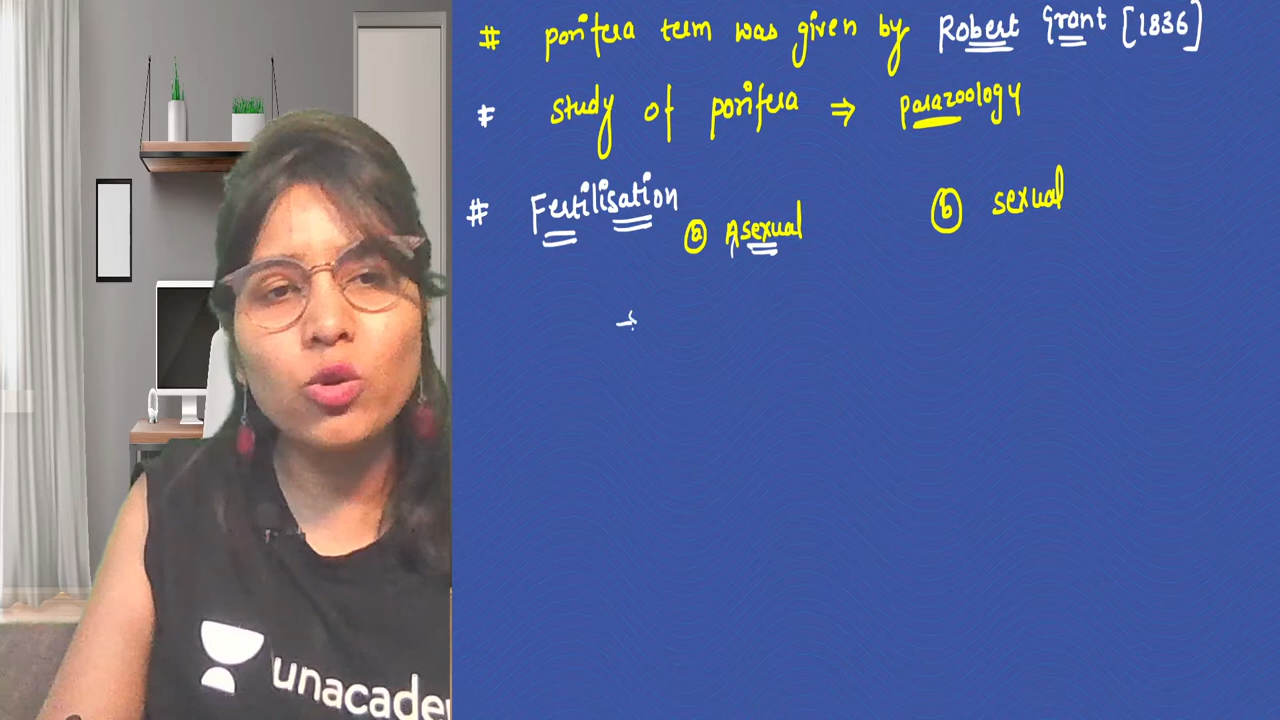 # porifera term was given by Robert Grant [1836]
# study of porifera ⇒ parazoology
# Fertilisation
ⓐ Asexual
ⓑ sexual
→
unacade